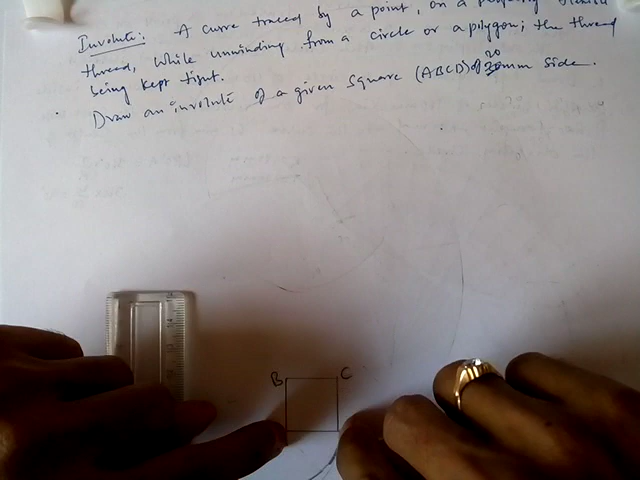 Involute:- A curve traced by a point, on a perfectly
thread, while unwinding from a circle or a polygon; the thread
being kept tight.
Draw an involute of a given square (ABCD) of 20mm side.
B C